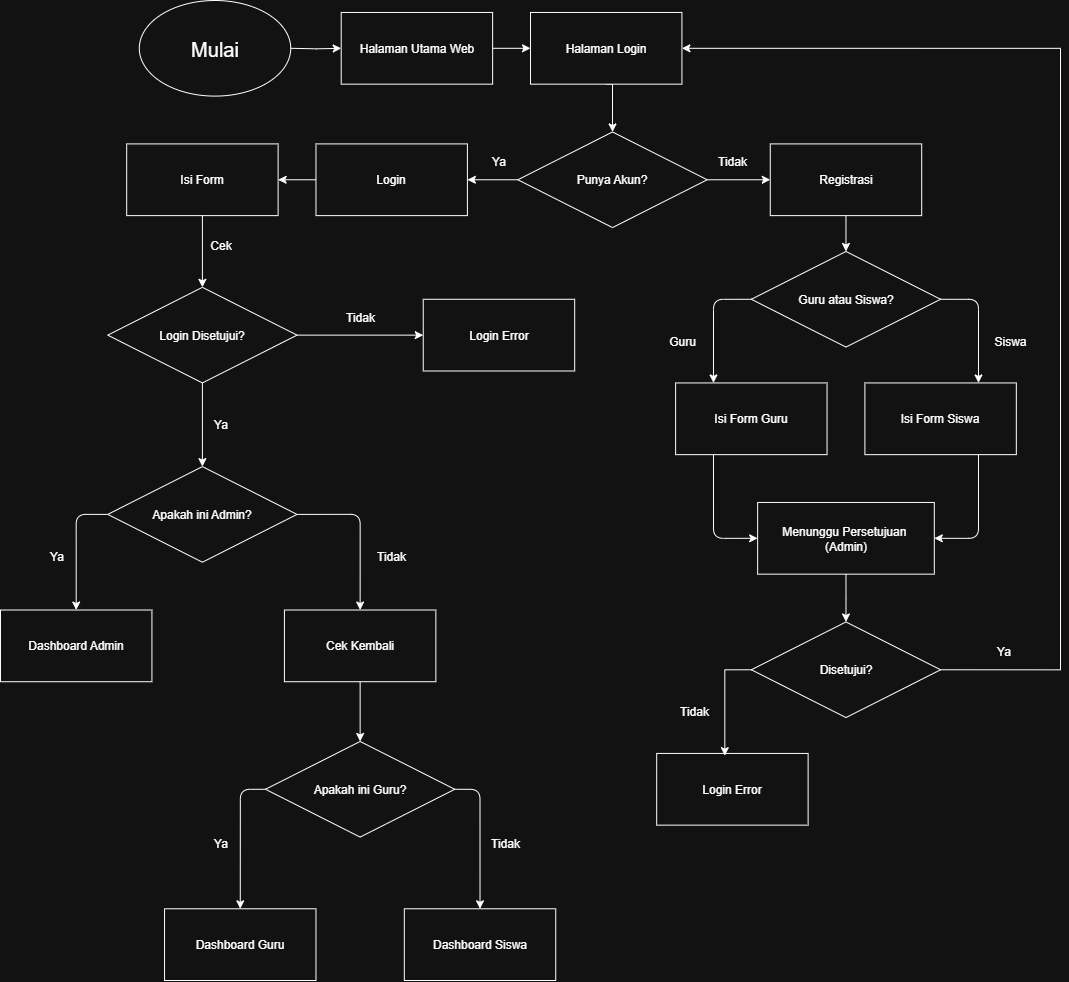 Mulai
Halaman Utama Web
Halaman Login
Punya Akun?
Ya
Tidak
Login
Isi Form
Registrasi
Cek
Guru atau Siswa?
Login Disetujui?
Tidak
Login Error
Guru
Siswa
Isi Form Guru
Isi Form Siswa
Ya
Apakah ini Admin?
Menunggu Persetujuan
(Admin)
Ya
Tidak
Dashboard Admin
Cek Kembali
Disetujui?
Ya
Tidak
Login Error
Apakah ini Guru?
Ya
Tidak
Dashboard Guru
Dashboard Siswa